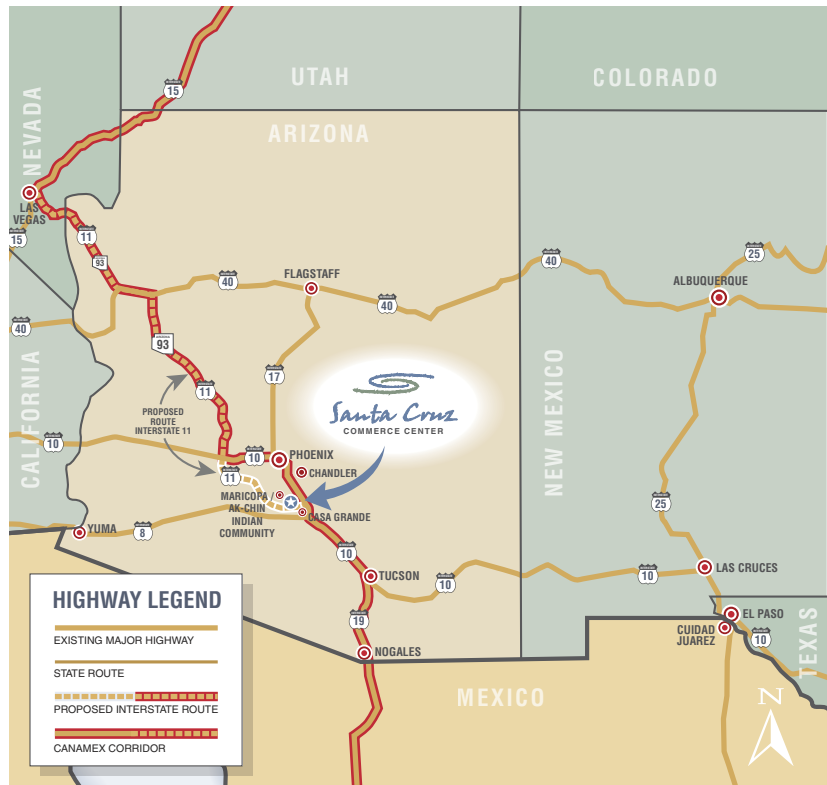 15
UTAH
COLORADO
NEVADA
ARIZONA
LAS
VEGAS
15
11
93
40
25
FLAGSTAFF
ALBUQUERQUE
40
40
40
93
CALIFORNIA
17
11
Santa Cruz
COMMERCE CENTER
NEW MEXICO
PROPOSED
ROUTE
INTERSTATE 11
10
10
PHOENIX
11
CHANDLER
MARICOPA /
AK-CHIN
INDIAN
COMMUNITY
CASA GRANDE
25
YUMA
8
10
TUCSON
10
10
LAS CRUCES
19
NOGALES
EL PASO
CUIDAD
JUAREZ
10
TEXAS
MEXICO
N
HIGHWAY LEGEND
EXISTING MAJOR HIGHWAY
STATE ROUTE
PROPOSED INTERSTATE ROUTE
CANAMEX CORRIDOR